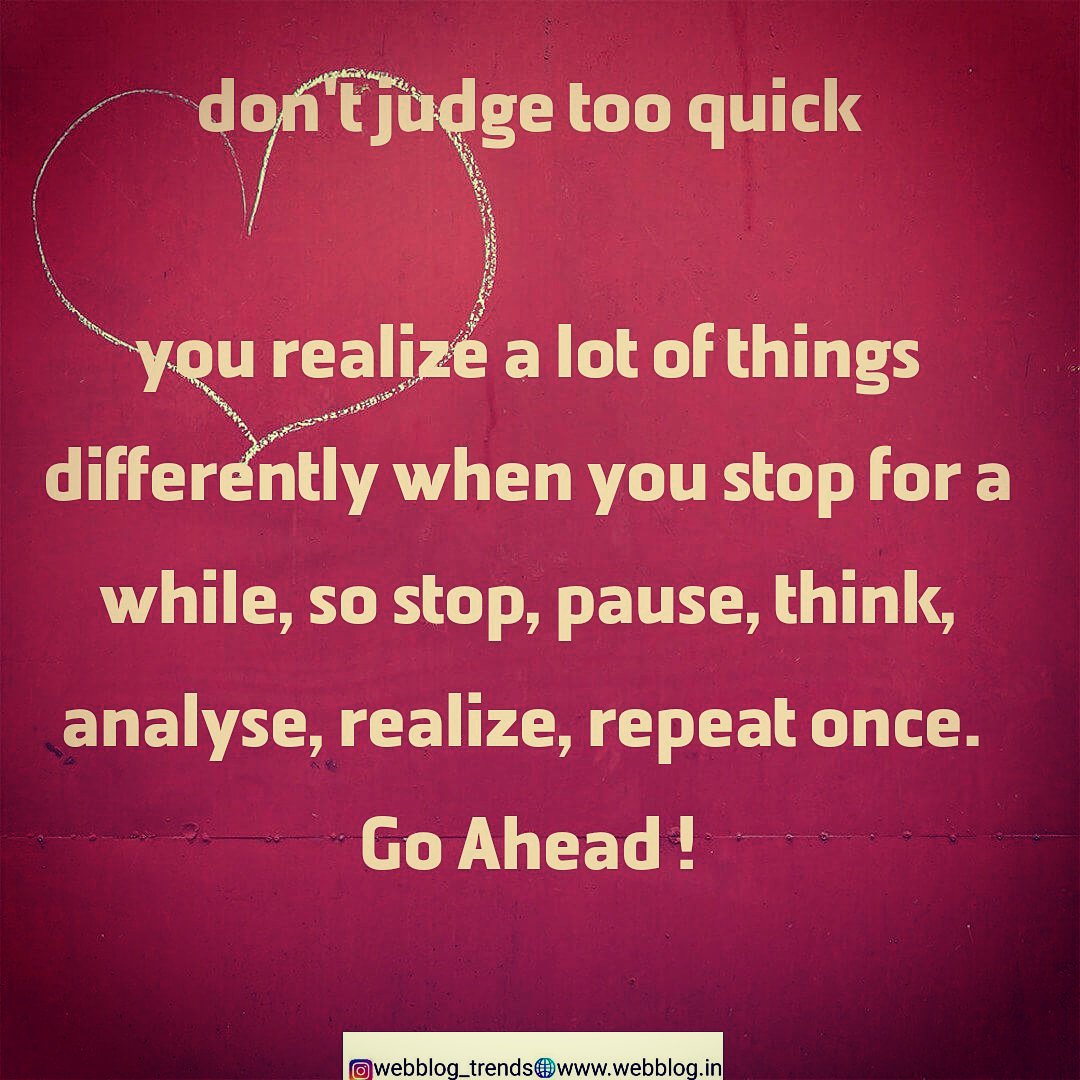 don't judge too quick
you realize a lot of things
differently when you stop for a
while, so stop, pause, think,
analyse, realize, repeat once.
Go Ahead !
webblog_trends www.webblog.in